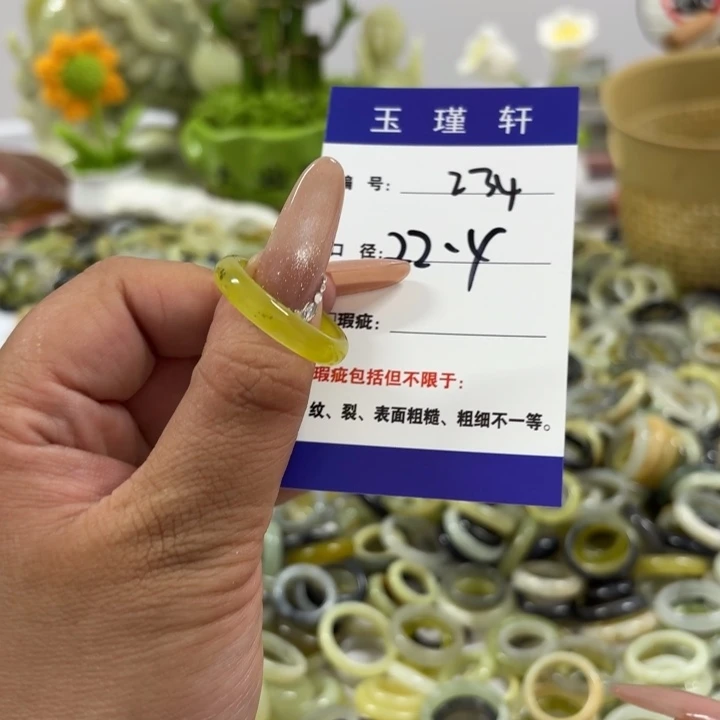 玉瑾轩
编号：234
口径：22.4
瑕疵：
瑕疵包括但不限于：
纹、裂、表面粗糙、粗细不一等。